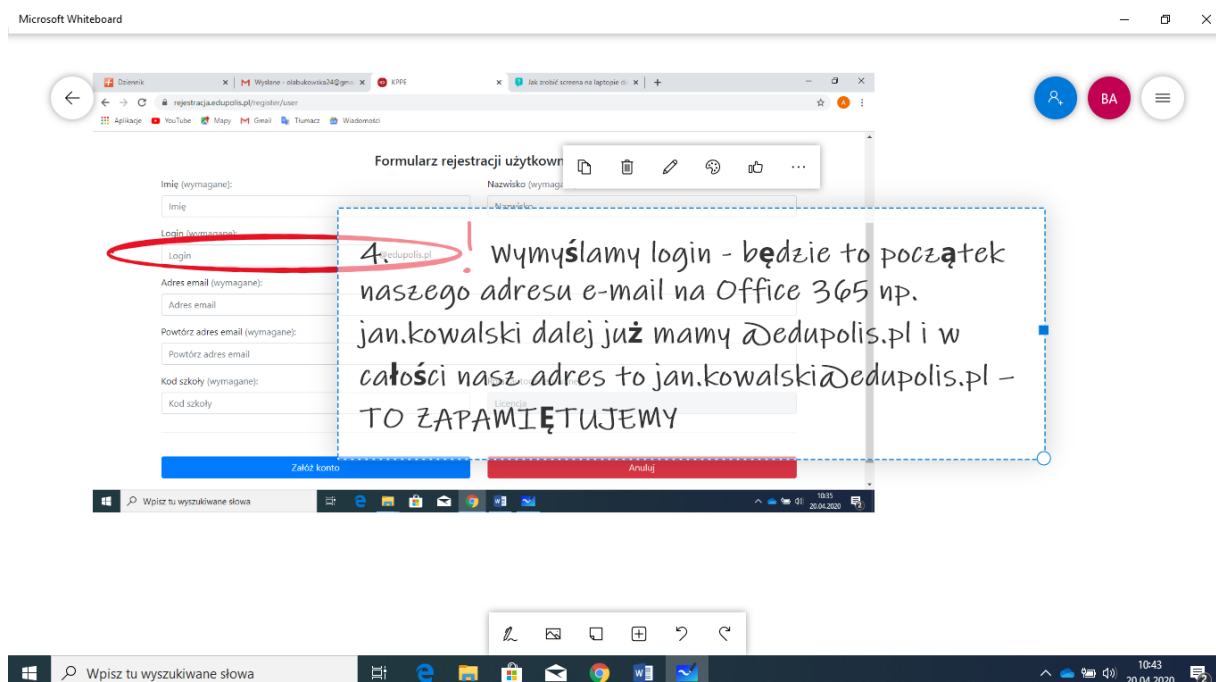 Microsoft Whiteboard
Dziennik
Wysłane - olabukowska24@gma
KPPE
Jak zrobić screena na laptopie di
rejestracja.edupolis.pl/register/user
Aplikacje YouTube Mapy Gmail Tłumacz Wiadomości
BA
Formularz rejestracji użytkown
Imię (wymagane):
Nazwisko (wymaga
Imię
Nazwisko
Login (wymagane):
Login
@edupolis.pl
4. ! Wymyślamy login - będzie to początek
naszego adresu e-mail na Office 365 np.
jan.kowalski dalej już mamy @edupolis.pl i w
całości nasz adres to jan.kowalski@edupolis.pl –
TO ZAPAMIĘTUJEMY
Adres email (wymagane):
Adres email
Powtórz adres email (wymagane):
Powtórz adres email
Kod szkoły (wymagane):
Kod szkoły
Licencja
Załóż konto
Anuluj
Wpisz tu wyszukiwane słowa
10:35
20.04.2020
Wpisz tu wyszukiwane słowa
10:43
20.04.2020